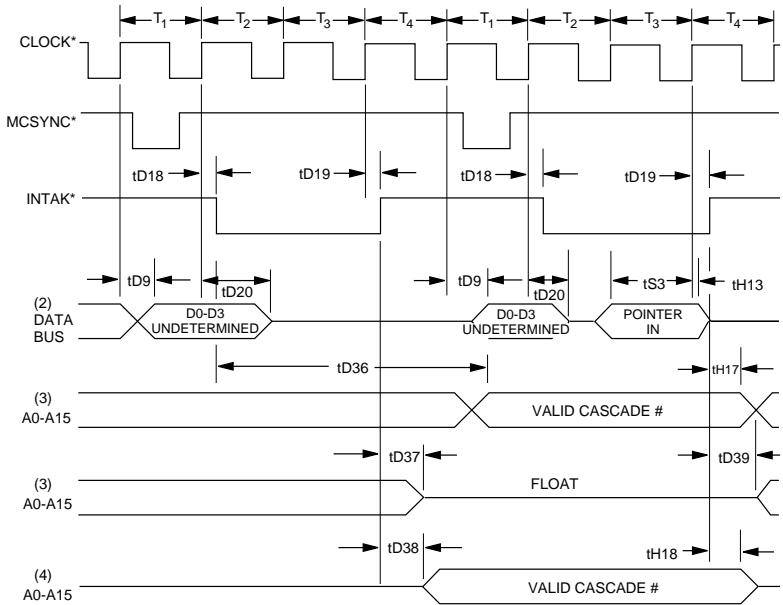 T1 T2 T3 T4 T1 T2 T3 T4
CLOCK*
MCSYNC*
tD18 tD19 tD18 tD19
INTAK*
tD9 tD20 tD9 tD20 tS3 tH13
(2)
DATA
BUS
D0-D3
UNDETERMINED
D0-D3
UNDETERMINED
POINTER
IN
tD36 tH17
(3)
A0-A15
VALID CASCADE #
tD37 tD39
(3)
A0-A15
FLOAT
tD38 tH18
(4)
A0-A15
VALID CASCADE #